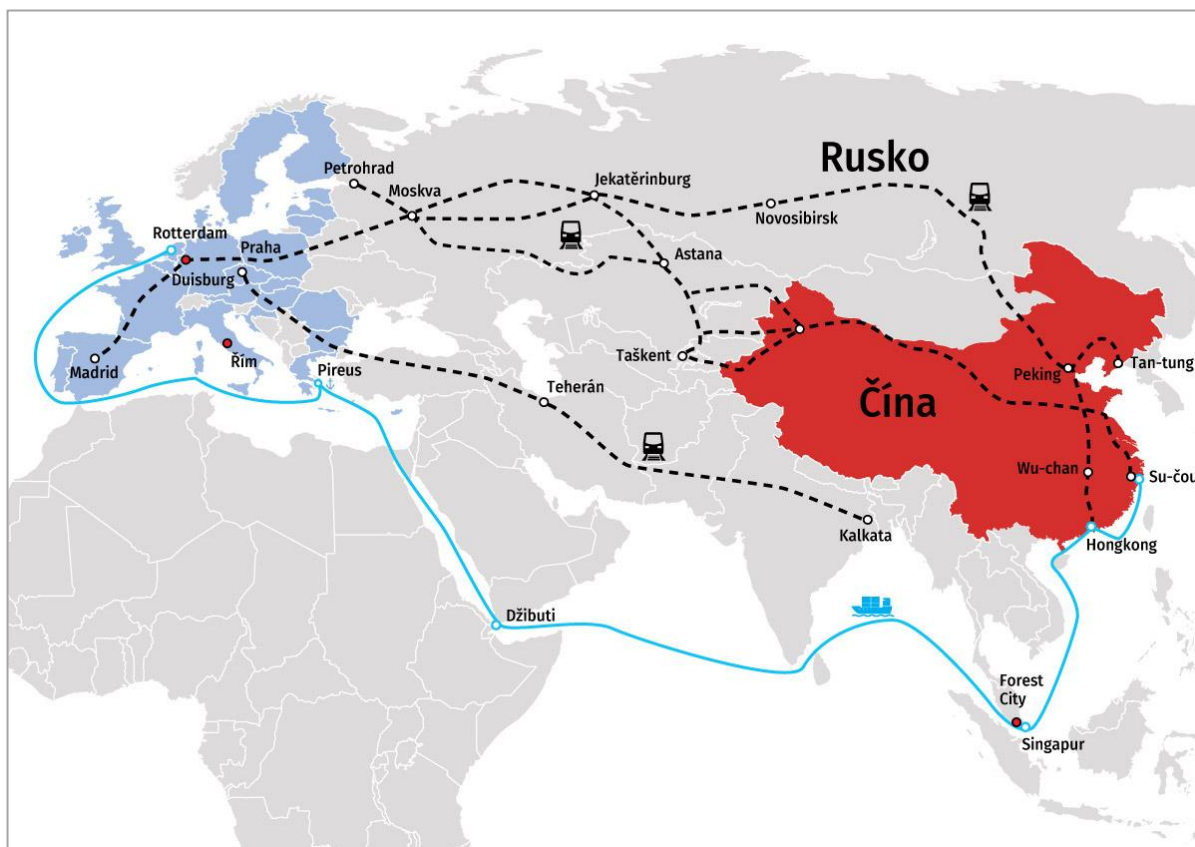 Rusko
Petrohrad
Moskva
Jekatěrinburg
Novosibirsk
Rotterdam
Praha
Duisburg
Astana
Madrid
Řím
Pireus
Taškent
Teherán
Čína
Peking
Tan-tung
Wu-chan
Su-čou
Kalkata
Hongkong
Džibuti
Forest
City
Singapur